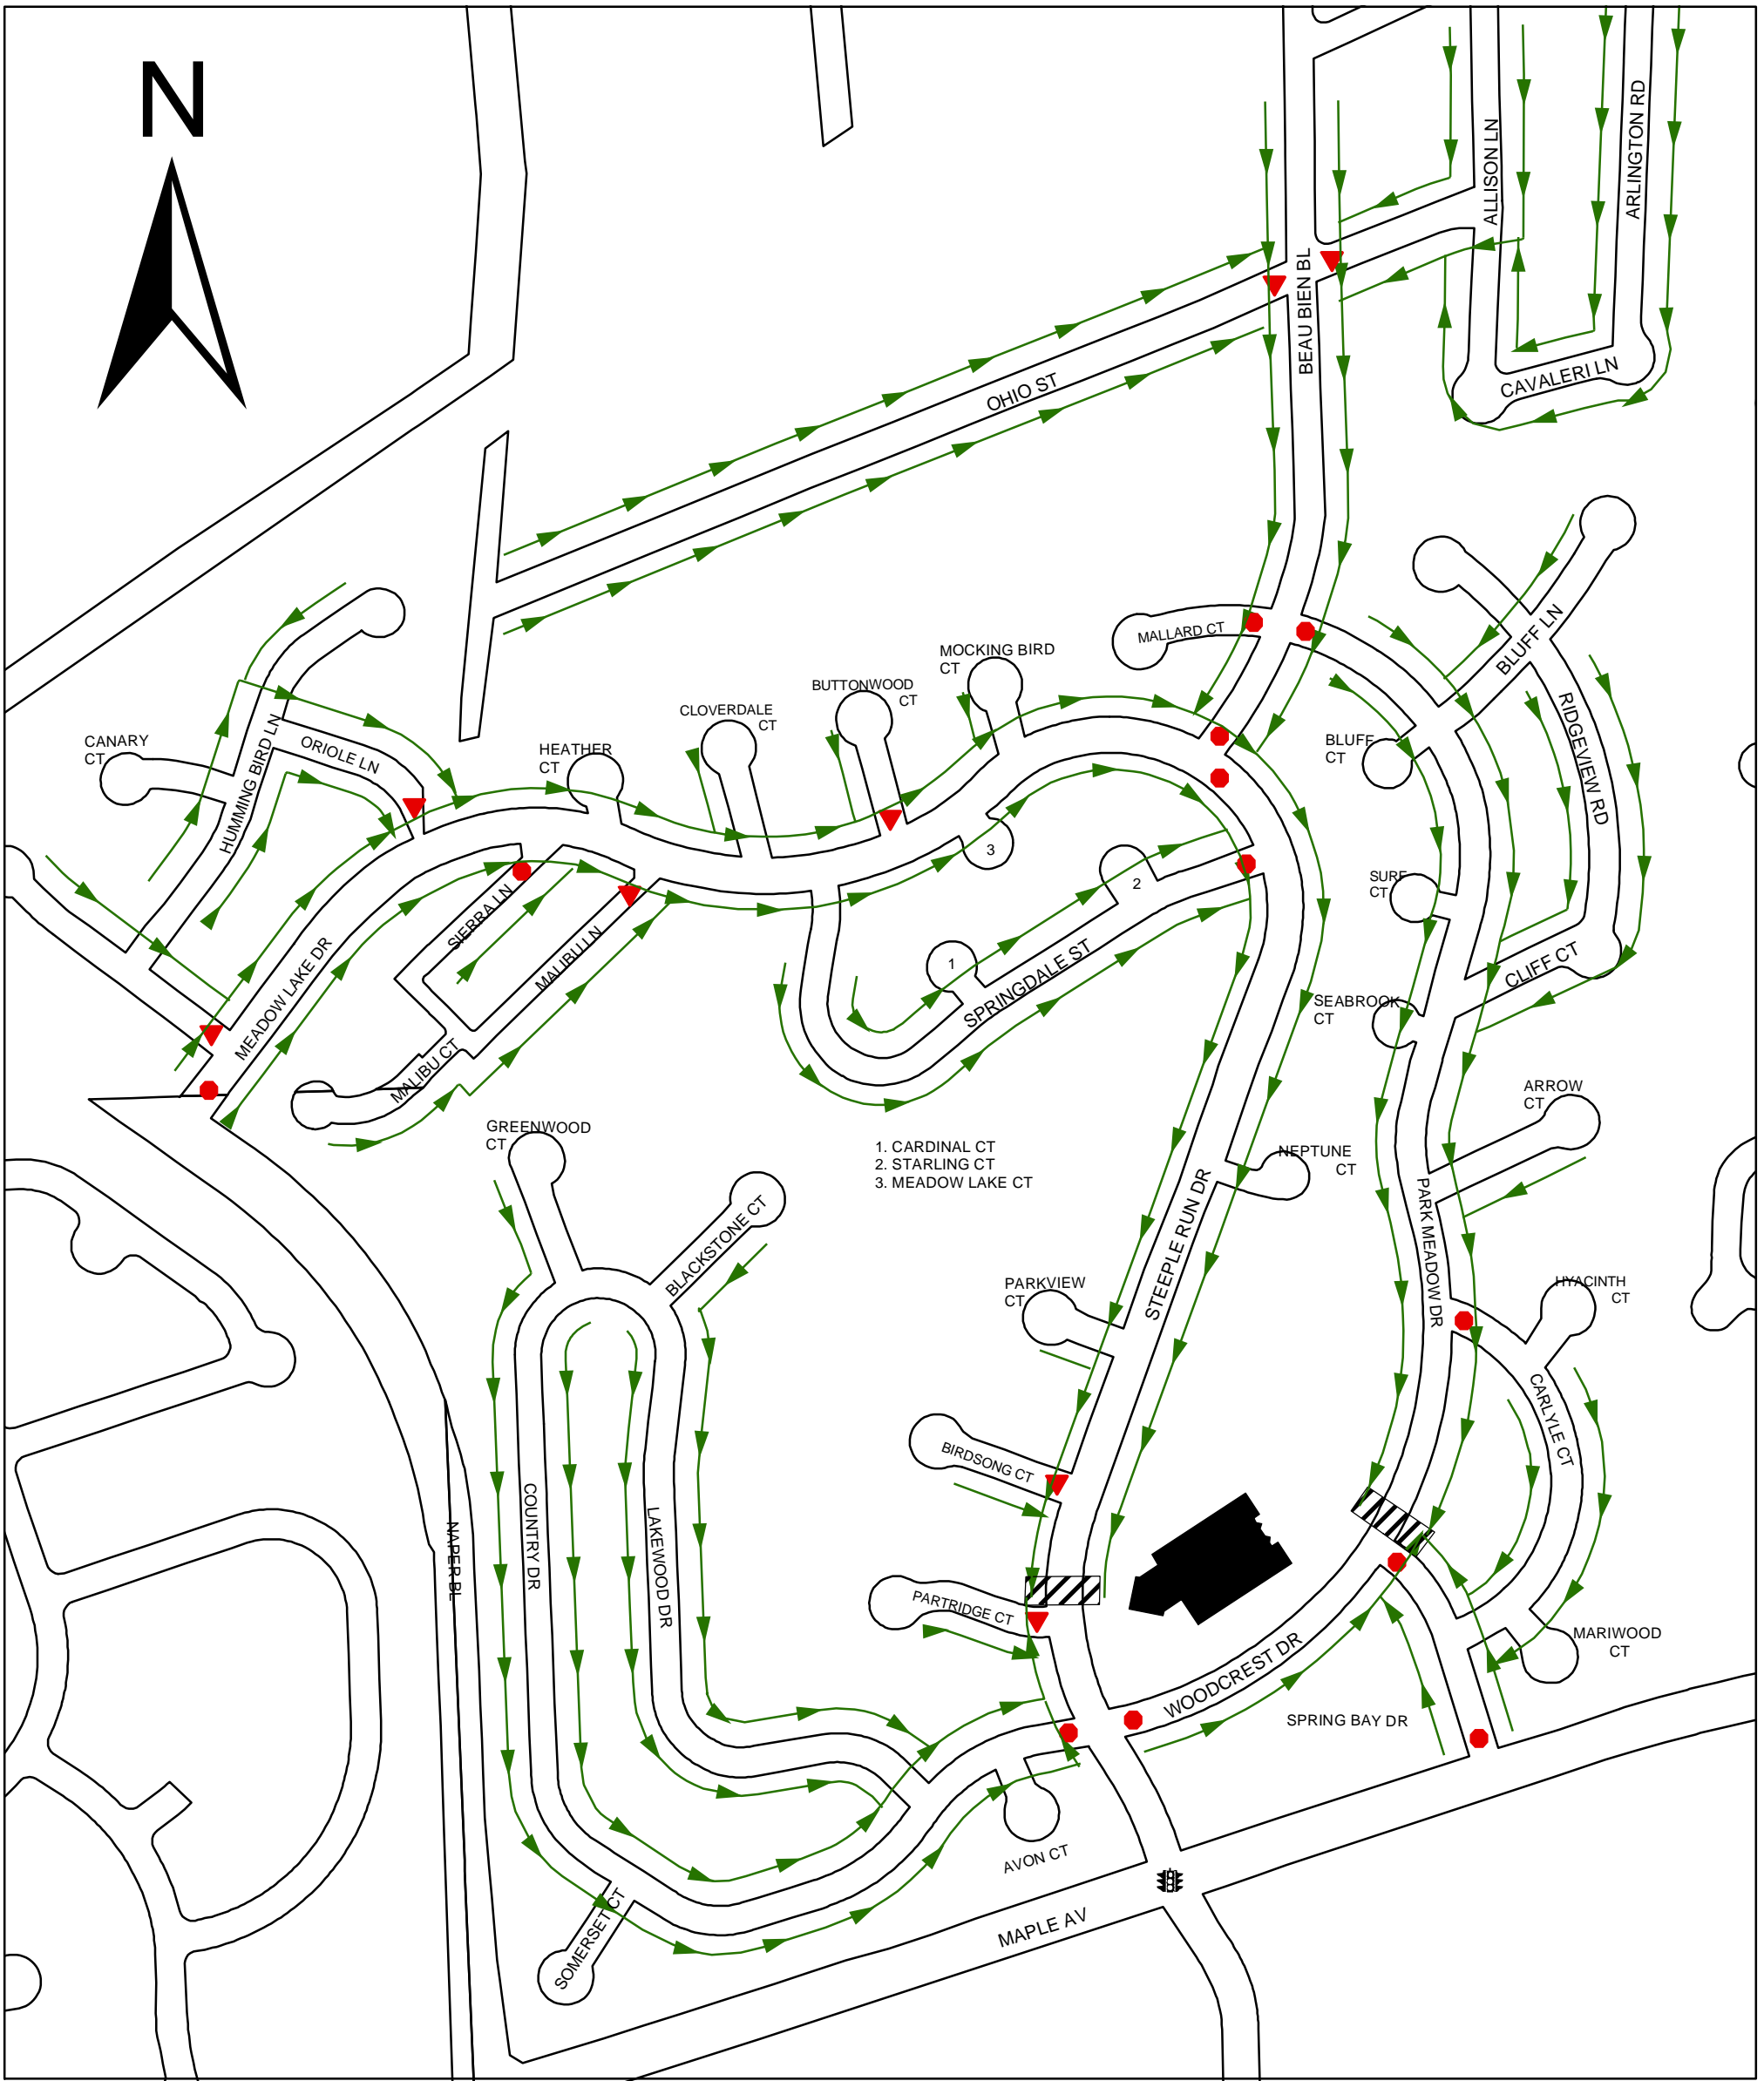 N
ALLISON LN
ARLINGTON RD
BEAU BIEN BL
CAVALERI LN
OHIO ST
BLUFF LN
MALLARD CT
MOCKING BIRD
CT
BUTTONWOOD
CT
CLOVERDALE
CT
RIDGEVIEW RD
CANARY
CT
ORIOLE LN
HUMMING BIRD LN
HEATHER
CT
BLUFF
CT
3
2
SURF
CT
SIERRA LN
MALIBU LN
1
SPRINGDALE ST
CLIFF CT
MEADOW LAKE DR
SEABROOK
CT
MALIBU CT
ARROW
CT
GREENWOOD
CT
1. CARDINAL CT
2. STARLING CT
3. MEADOW LAKE CT
NEPTUNE
CT
BLACKSTONE CT
STEEPLE RUN DR
PARK MEADOW DR
PARKVIEW
CT
HYACINTH
CT
CARLYLE CT
BIRDSONG CT
COUNTRY DR
LAKEWOOD DR
NAPER BL
PARTRIDGE CT
MARIWOOD
CT
WOODCREST DR
SPRING BAY DR
AVON CT
SOMERSET CT
MAPLE AV